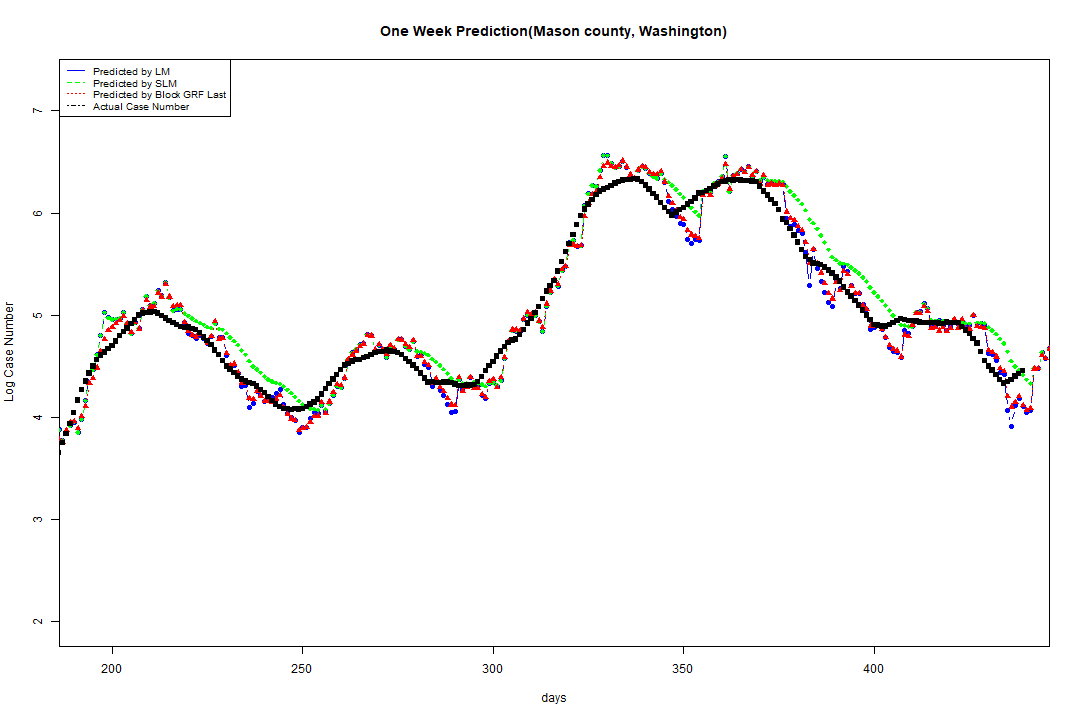 One Week Prediction(Mason county, Washington)
Predicted by LM
Predicted by SLM
Predicted by Block GRF Last
Actual Case Number
Log Case Number
7
6
5
4
3
2
200
250
300
350
400
days